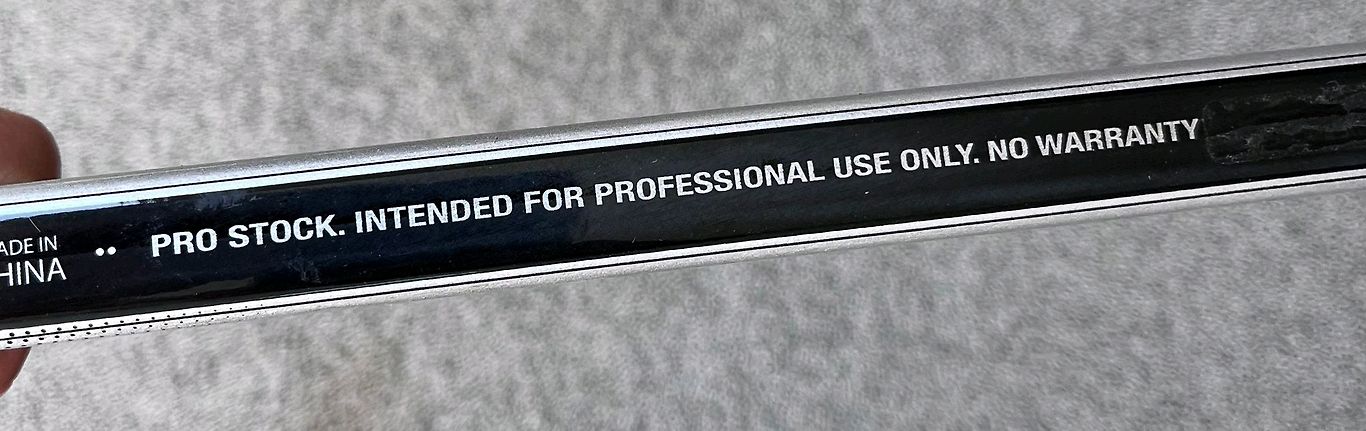 ADE IN
HINA
•• PRO STOCK. INTENDED FOR PROFESSIONAL USE ONLY. NO WARRANTY